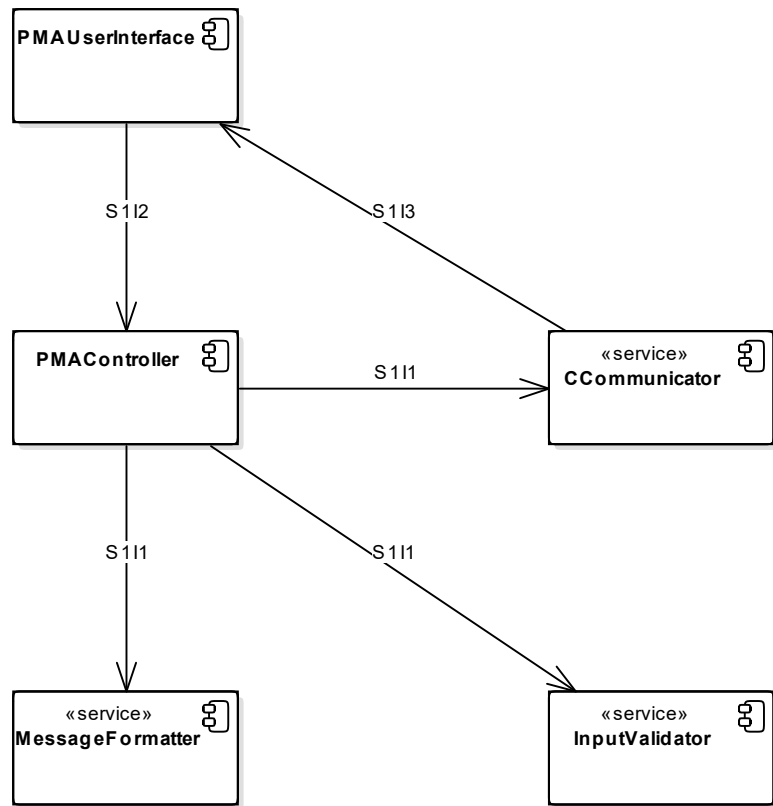 PMAUserInterface
S1I2
S1I3
PMAController
S1I1
«service»
CCommunicator
S1I1
S1I1
«service»
MessageFormatter
«service»
InputValidator